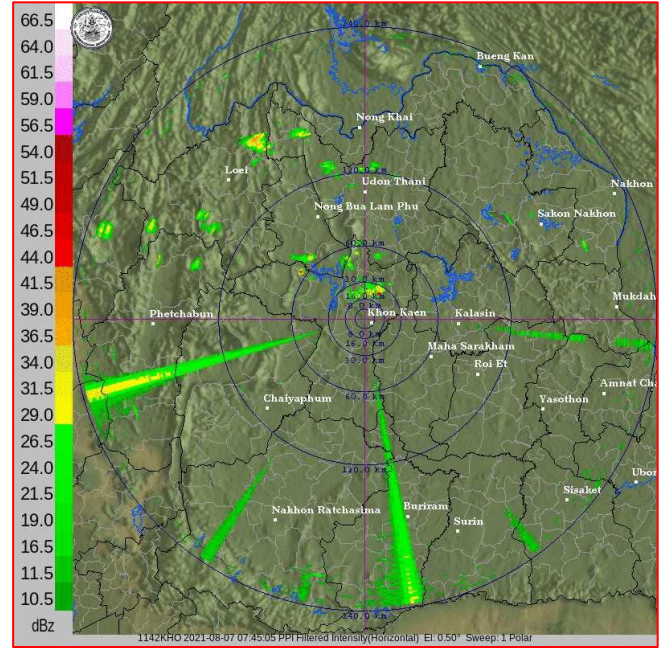 66.5
64.0
61.5
59.0
56.5
54.0
51.5
49.0
46.5
44.0
41.5
39.0
36.5
34.0
31.5
29.0
26.5
24.0
21.5
19.0
16.5
11.5
10.5
dBz
Bueng Kan
Nong Khai
Loei
Udon Thani
Nakhon
Nong Bua Lam Phu
Sakon Nakhon
Mukdah
Phetchabun
Khon Kaen
Kalasin
Maha Sarakham
Roi Et
Chaiyaphum
60.0 km
Yasothon
Amnat Cha
120.0 km
Ubon
Sisaket
Nakhon Ratchasima
Buriram
Surin
240.0 km
1142KHO 2021-08-07 07:45:05 PPI Filtered Intensity(Horizontal) El: 0.50° Sweep: 1 Polar